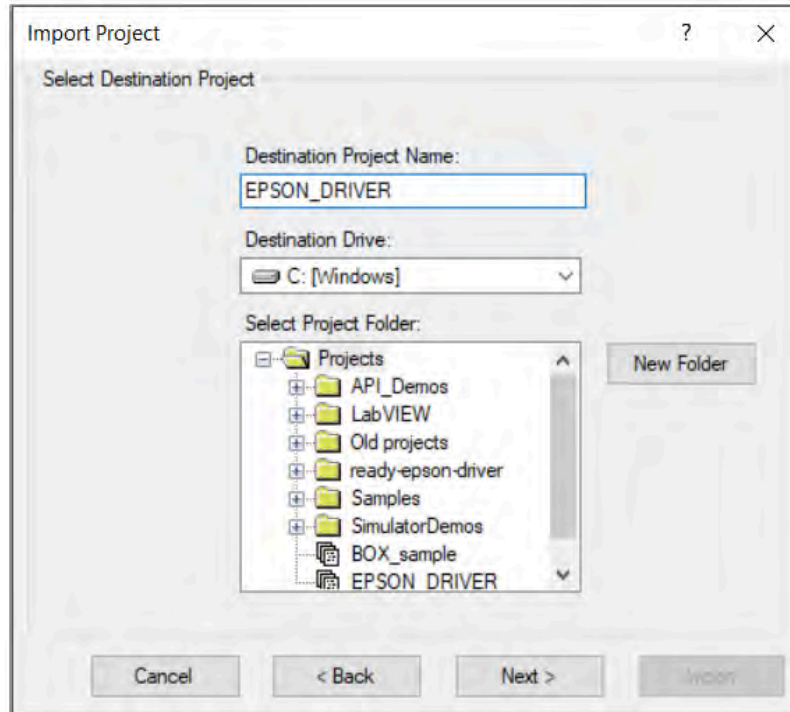 Import Project
?
Select Destination Project
Destination Project Name:
EPSON_DRIVER
Destination Drive:
C: [Windows]
Select Project Folder:
Projects
New Folder
API_Demos
LabVIEW
Old projects
ready-epson-driver
Samples
SimulatorDemos
BOX_sample
EPSON_DRIVER
Cancel
< Back
Next >
Import